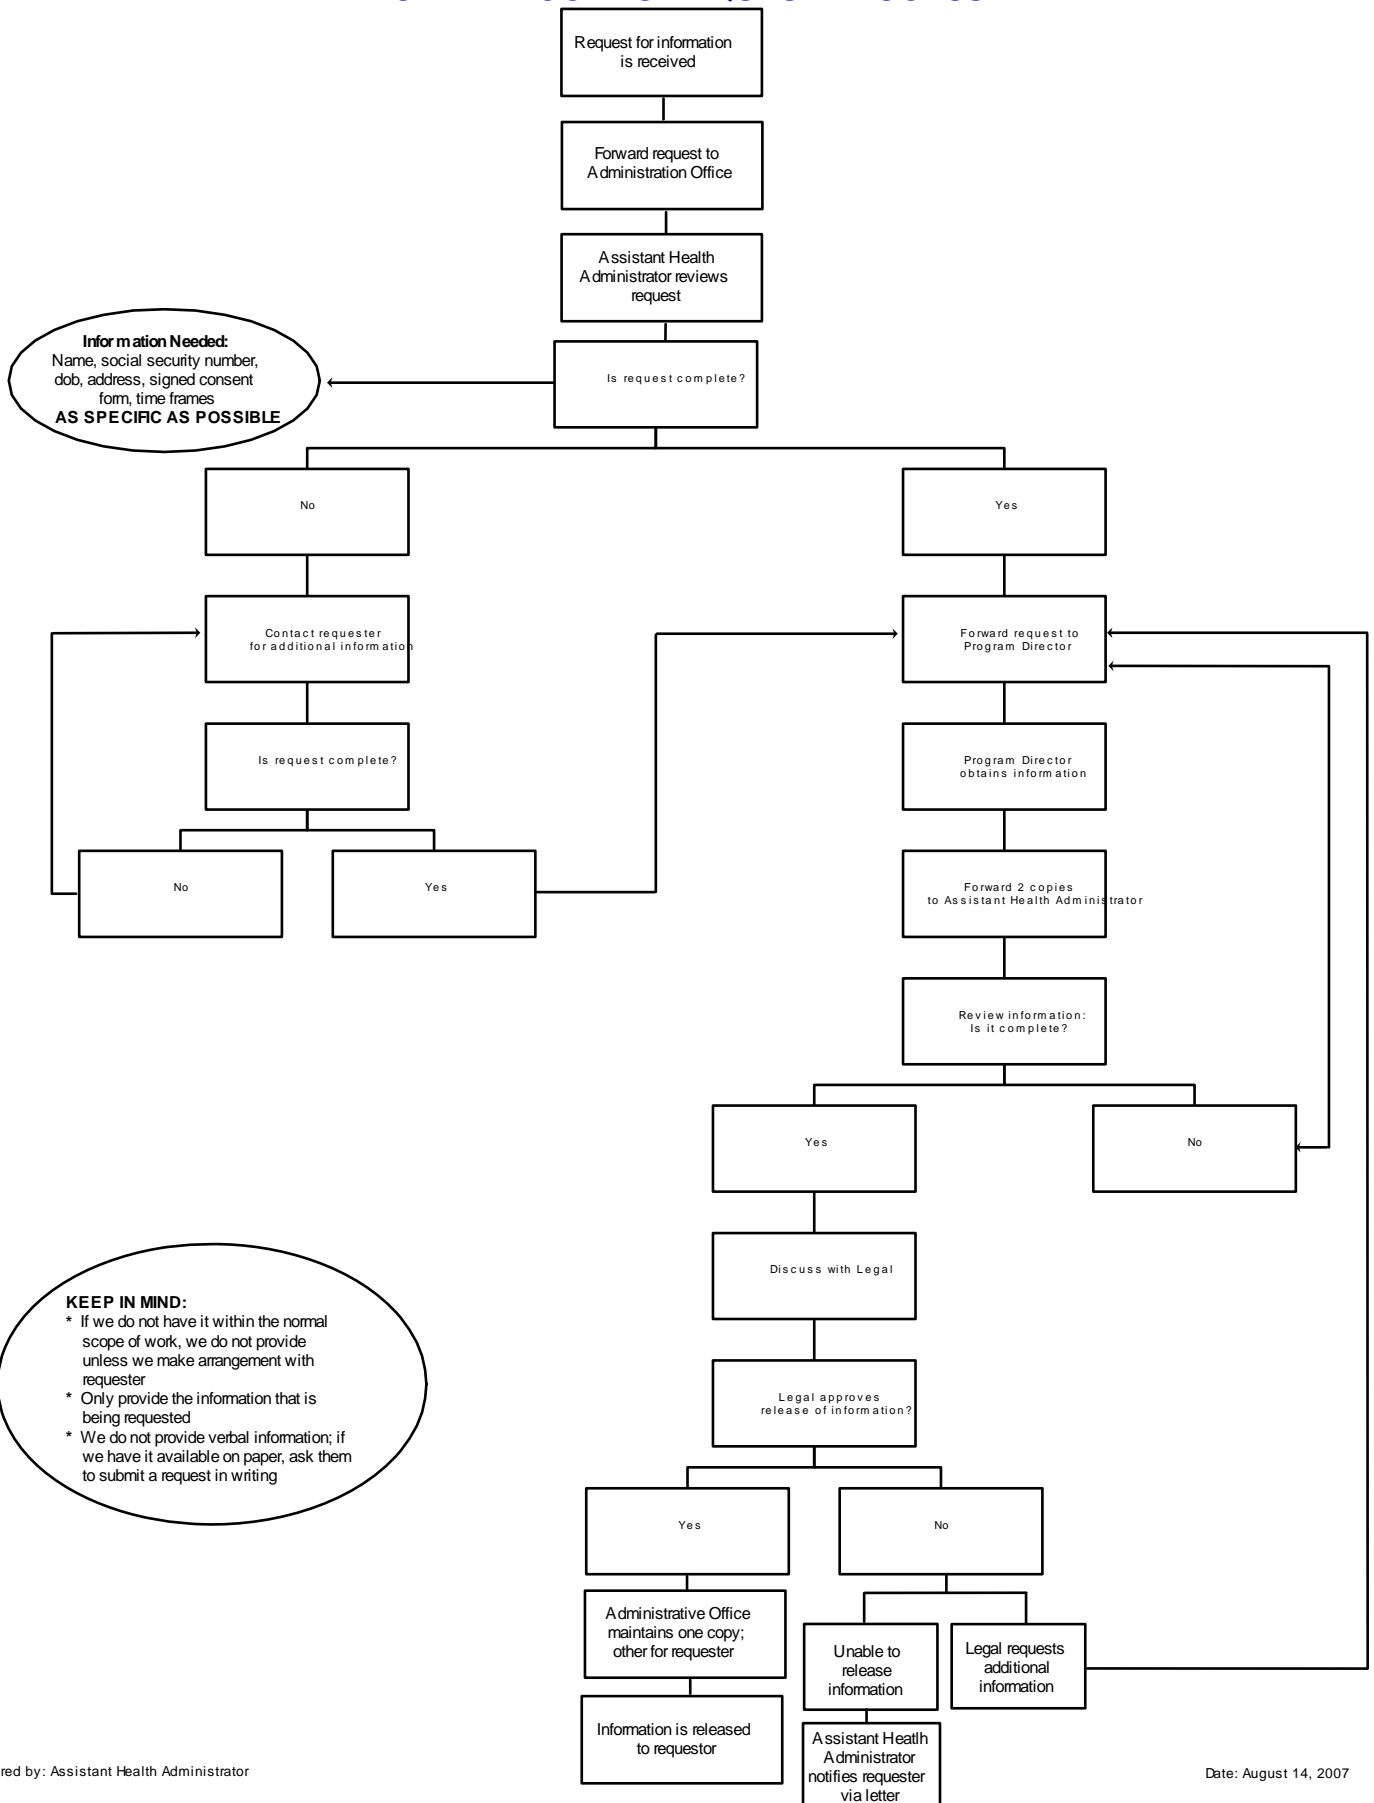 Request for information
is received
Forward request to
Administration Office
Assistant Health
Administrator reviews
request
Information Needed:
Name, social security number,
dob, address, signed consent
form, time frames
AS SPECIFIC AS POSSIBLE
Is request complete?
No
Yes
Contact requester
for additional information
Forward request to
Program Director
Is request complete?
Program Director
obtains information
No
Yes
Forward 2 copies
to Assistant Health Administrator
Review information:
Is it complete?
Yes
No
Discuss with Legal
KEEP IN MIND:
* If we do not have it within the normal
scope of work, we do not provide
unless we make arrangement with
requester
* Only provide the information that is
being requested
* We do not provide verbal information; if
we have it available on paper, ask them
to submit a request in writing
Legal approves
release of information?
Yes
No
Administrative Office
maintains one copy;
other for requester
Unable to
release
information
Legal requests
additional
information
Information is released
to requestor
Assistant Heatlh
Administrator
notifies requester
via letter
red by: Assistant Health Administrator
Date: August 14, 2007